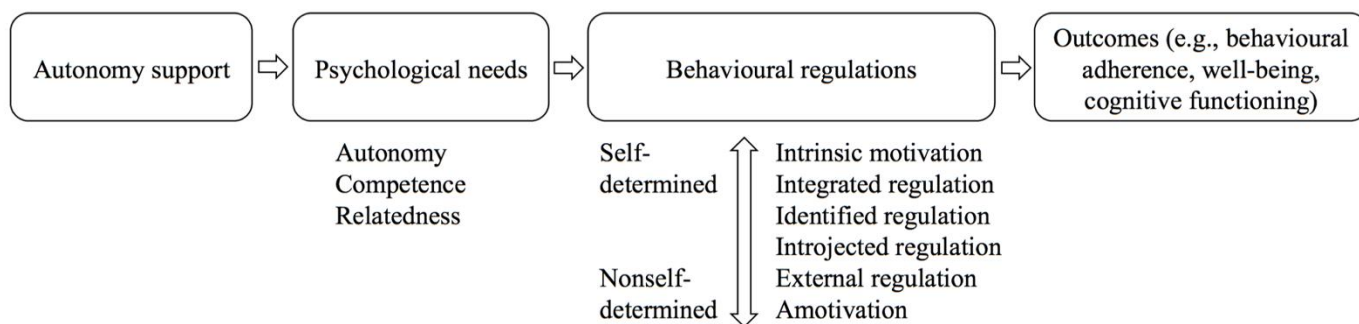 Autonomy support
Psychological needs
Behavioural regulations
Outcomes (e.g., behavioural
adherence, well-being,
cognitive functioning)
Autonomy
Competence
Relatedness
Self-
determined
Nonself-
determined
Intrinsic motivation
Integrated regulation
Identified regulation
Introjected regulation
External regulation
Amotivation